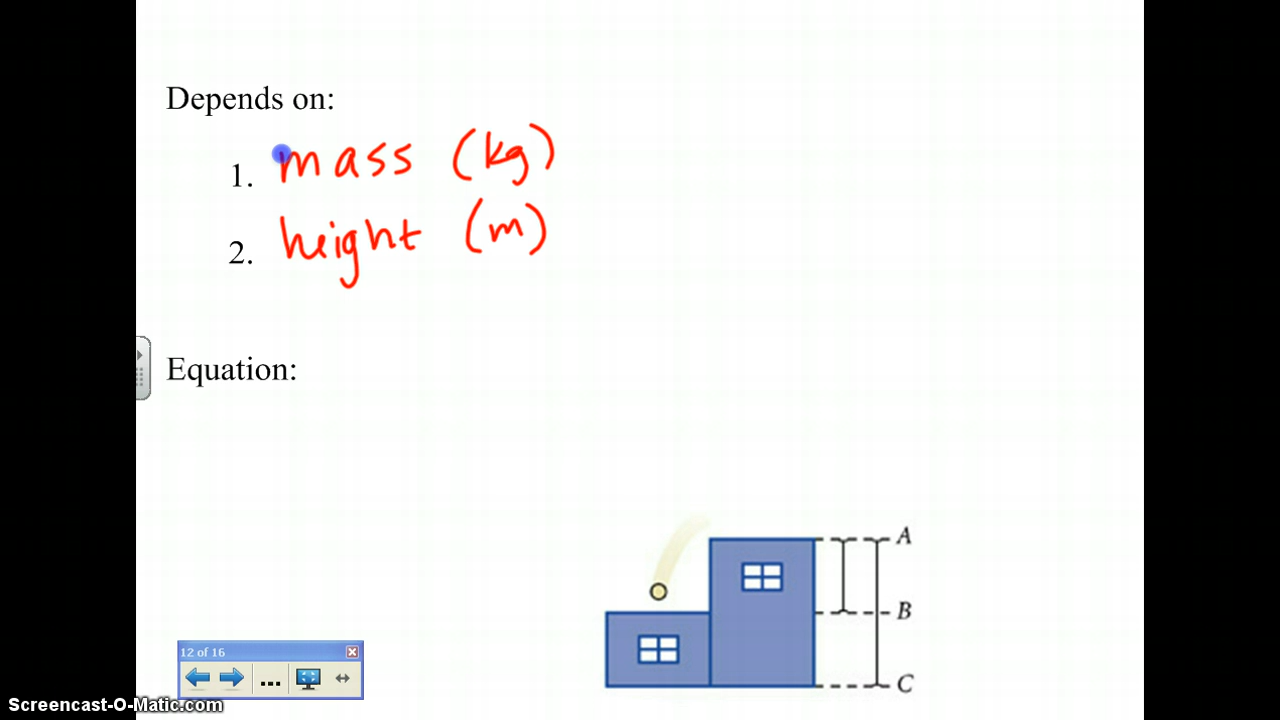 Depends on:
1. mass (kg)
2. height (m)
Equation:
A
B
C
12 of 16
...
Screencast-O-Matic.com